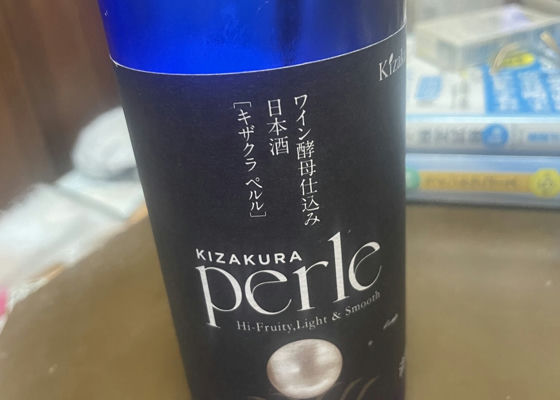 Kizak
ワイン酵母仕込み
日本酒
[キザクラ ペルル]
KIZAKURA
perle
Hi-Fruity, Light & Smooth